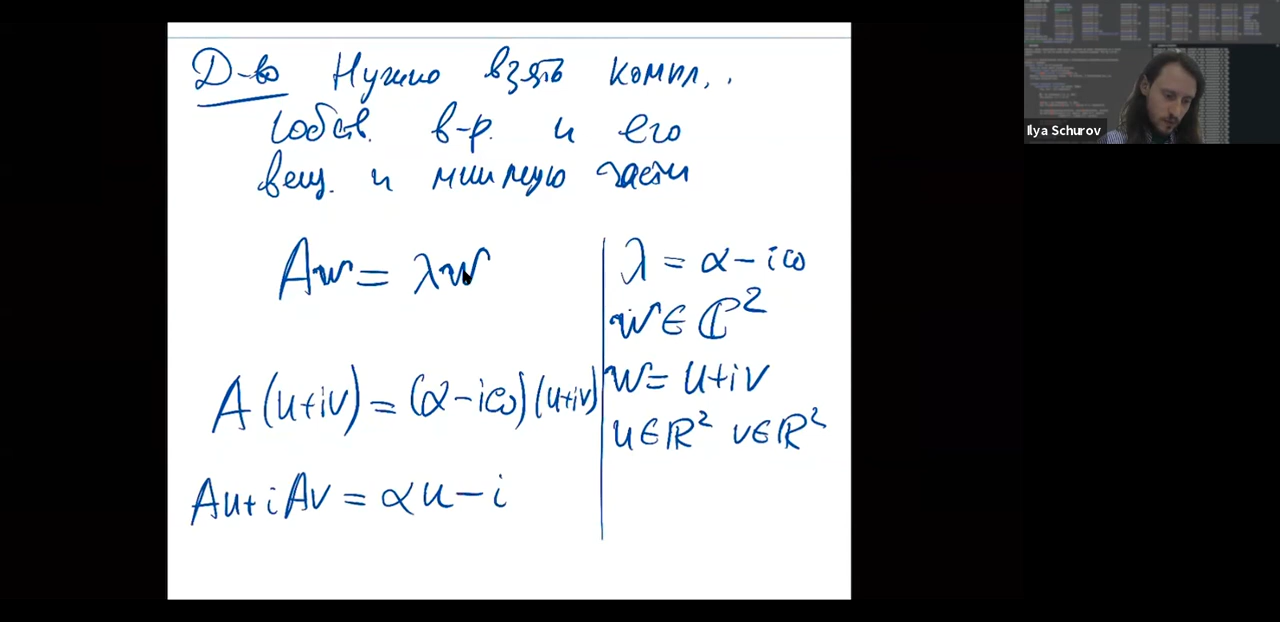 Д-во Нужно взять компл.
собств. в-р. и его
вещ. и мнимую части
Aw = λw
λ = α - iω
w ∈ ℂ²
A(u+iv) = (α-iω)(u+iv)
w = u+iv
u∈ℝ² v∈ℝ²
Au+iAv = αu - i
Ilya Schurov